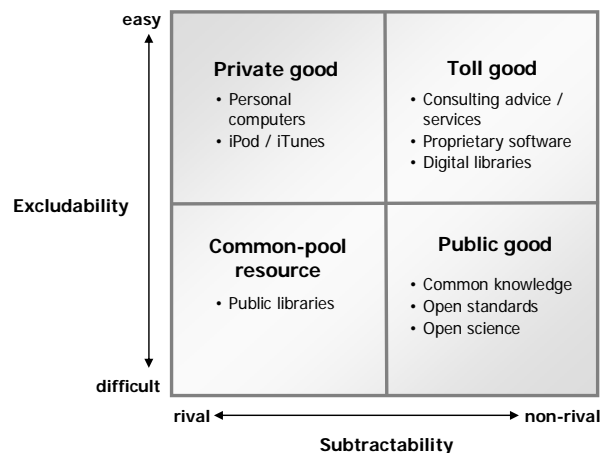 easy
Private good
• Personal
computers
• iPod / iTunes
Toll good
• Consulting advice /
services
• Proprietary software
• Digital libraries
Excludability
Common-pool
resource
• Public libraries
Public good
• Common knowledge
• Open standards
• Open science
difficult
rival
non-rival
Subtractability